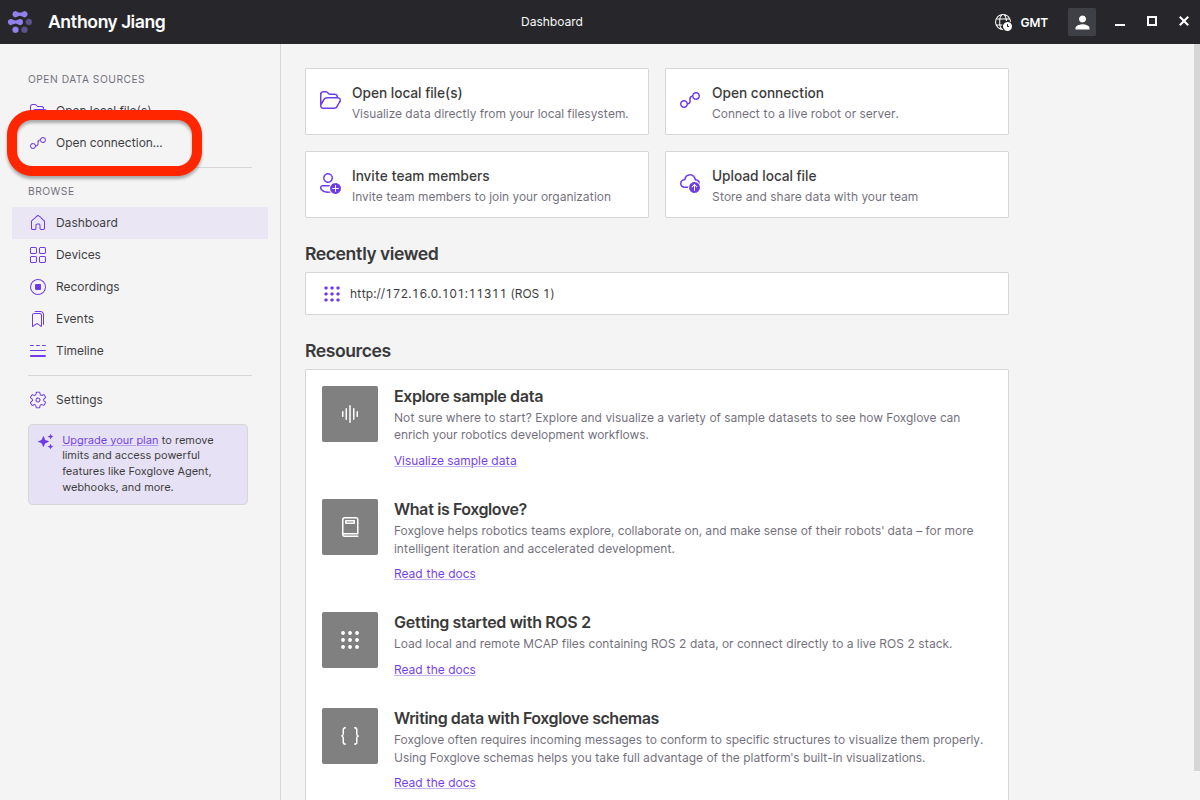 Anthony Jiang
Dashboard
GMT
OPEN DATA SOURCES
Open local file(s)
Open connection...
BROWSE
Dashboard
Devices
Recordings
Events
Timeline
Settings
Upgrade your plan to remove
limits and access powerful
features like Foxglove Agent,
webhooks, and more.
Open local file(s)
Visualize data directly from your local filesystem.
Open connection
Connect to a live robot or server.
Invite team members
Invite team members to join your organization
Upload local file
Store and share data with your team
Recently viewed
http://172.16.0.101:11311 (ROS 1)
Resources
Explore sample data
Not sure where to start? Explore and visualize a variety of sample datasets to see how Foxglove can
enrich your robotics development workflows.
Visualize sample data
What is Foxglove?
Foxglove helps robotics teams explore, collaborate on, and make sense of their robots' data – for more
intelligent iteration and accelerated development.
Read the docs
Getting started with ROS 2
Load local and remote MCAP files containing ROS 2 data, or connect directly to a live ROS 2 stack.
Read the docs
Writing data with Foxglove schemas
Foxglove often requires incoming messages to conform to specific structures to visualize them properly.
Using Foxglove schemas helps you take full advantage of the platform's built-in visualizations.
Read the docs